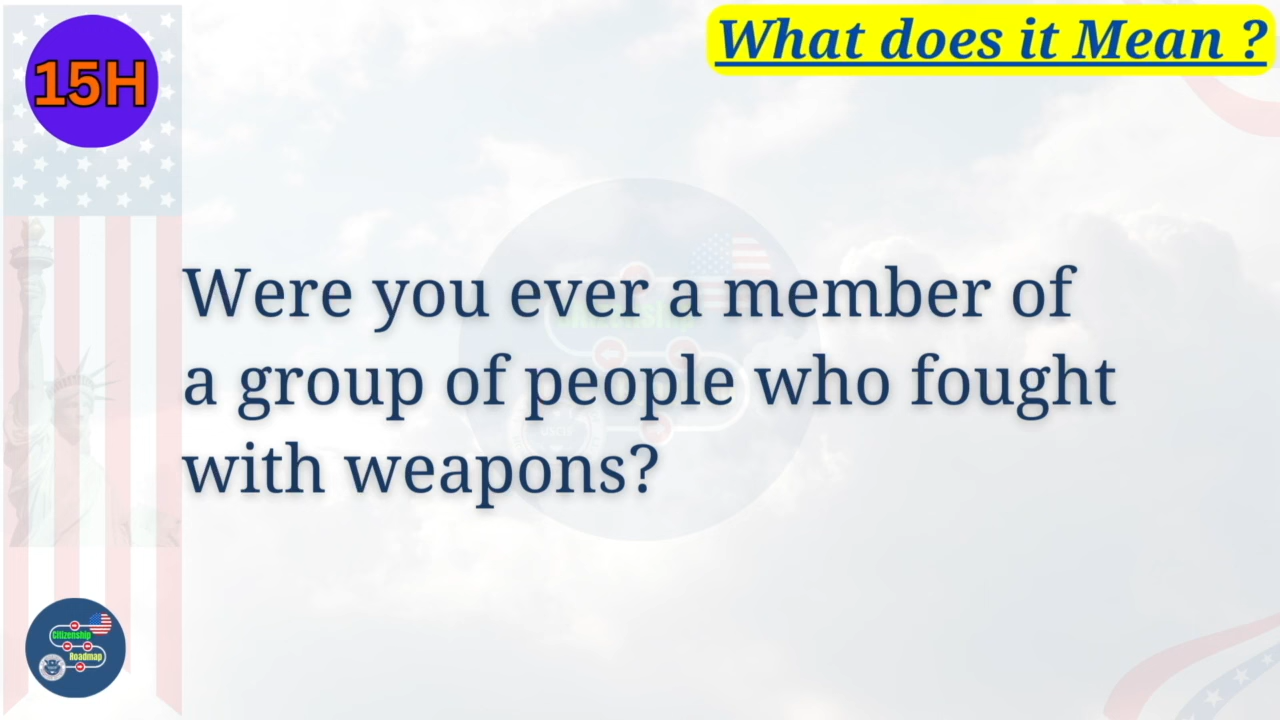 15H
What does it Mean ?
Were you ever a member of
a group of people who fought
with weapons?
Citizenship
Roadmap